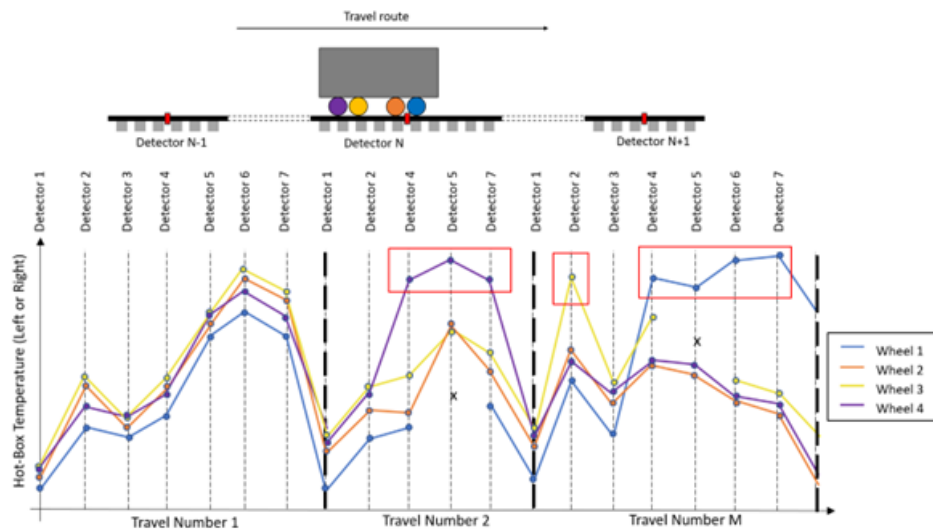 Travel route
Detector N-1
Detector N
Detector N+1
Detector 1
Detector 2
Detector 3
Detector 4
Detector 5
Detector 6
Detector 7
Detector 1
Detector 2
Detector 4
Detector 5
Detector 7
Detector 1
Detector 2
Detector 3
Detector 4
Detector 5
Detector 6
Detector 7
Hot-Box Temperature (Left or Right)
x
x
Wheel 1
Wheel 2
Wheel 3
Wheel 4
Travel Number 1
Travel Number 2
Travel Number M